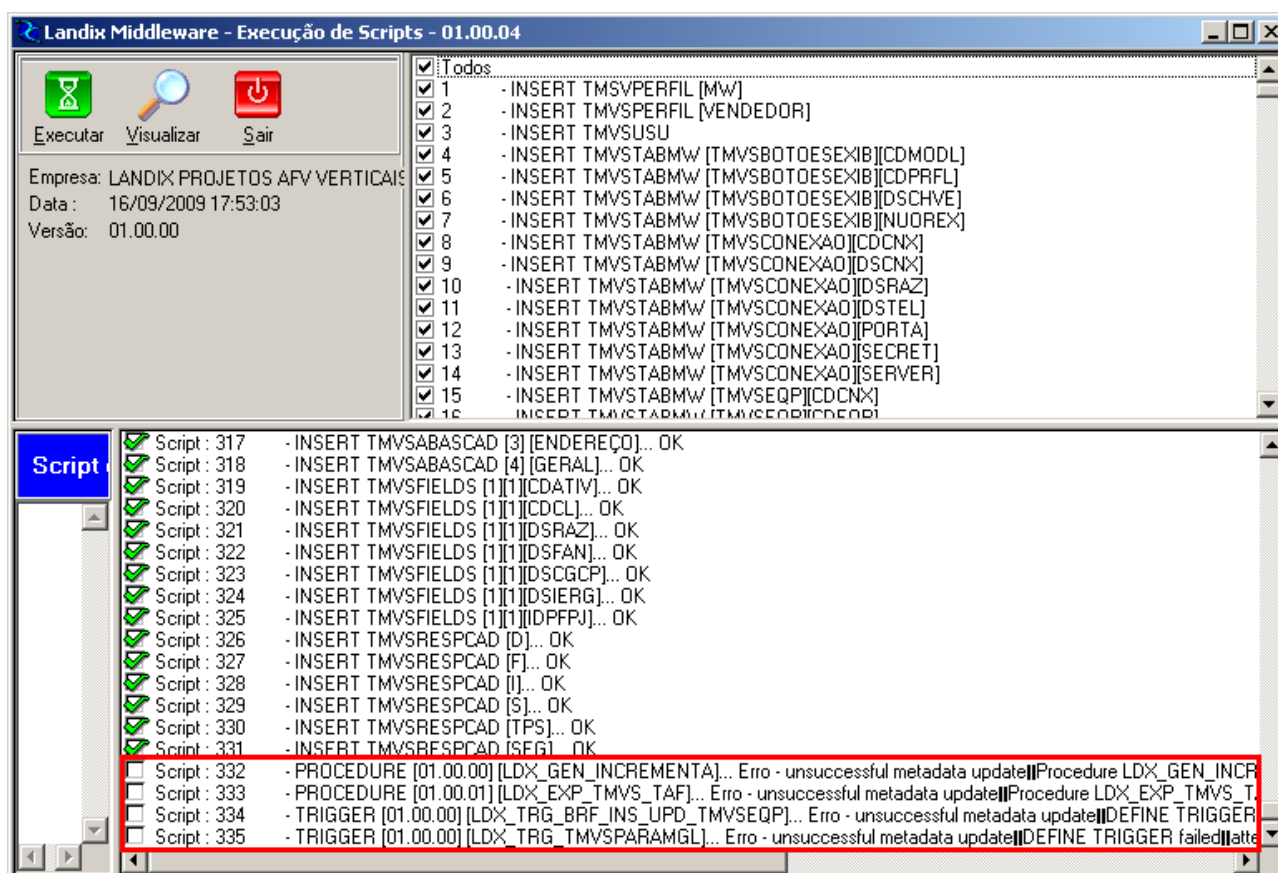 Landix Middleware - Execução de Scripts - 01.00.04
Executar Visualizar Sair
Empresa: LANDIX PROJETOS AFV VERTICAIS
Data : 16/09/2009 17:53:03
Versão: 01.00.00
Todos
1 - INSERT TMSVPERFIL [MW]
2 - INSERT TMVSPERFIL [VENDEDOR]
3 - INSERT TMVSUSU
4 - INSERT TMVSTABMW [TMVSBOTOESEXIB][CDMODL]
5 - INSERT TMVSTABMW [TMVSBOTOESEXIB][CDPRFL]
6 - INSERT TMVSTABMW [TMVSBOTOESEXIB][DSCHVE]
7 - INSERT TMVSTABMW [TMVSBOTOESEXIB][NUOREX]
8 - INSERT TMVSTABMW [TMVSCONEXAO][CDCNX]
9 - INSERT TMVSTABMW [TMVSCONEXAO][DSCNX]
10 - INSERT TMVSTABMW [TMVSCONEXAO][DSRAZ]
11 - INSERT TMVSTABMW [TMVSCONEXAO][DSTEL]
12 - INSERT TMVSTABMW [TMVSCONEXAO][PORTA]
13 - INSERT TMVSTABMW [TMVSCONEXAO][SECRET]
14 - INSERT TMVSTABMW [TMVSCONEXAO][SERVER]
15 - INSERT TMVSTABMW [TMVSEQP][CDCNX]
16 - INSERT TMVSTABMW [TMVSEQP][CDEQP]
Script
Script : 317 - INSERT TMVSABASCAD [3] [ENDEREÇO]... OK
Script : 318 - INSERT TMVSABASCAD [4] [GERAL]... OK
Script : 319 - INSERT TMVSFIELDS [1][1][CDATIV]... OK
Script : 320 - INSERT TMVSFIELDS [1][1][CDCL]... OK
Script : 321 - INSERT TMVSFIELDS [1][1][DSRAZ]... OK
Script : 322 - INSERT TMVSFIELDS [1][1][DSFAN]... OK
Script : 323 - INSERT TMVSFIELDS [1][1][DSCGCP]... OK
Script : 324 - INSERT TMVSFIELDS [1][1][DSIERG]... OK
Script : 325 - INSERT TMVSFIELDS [1][1][IDPFPJ]... OK
Script : 326 - INSERT TMVSRESPCAD [D]... OK
Script : 327 - INSERT TMVSRESPCAD [F]... OK
Script : 328 - INSERT TMVSRESPCAD [I]... OK
Script : 329 - INSERT TMVSRESPCAD [S]... OK
Script : 330 - INSERT TMVSRESPCAD [TPS]... OK
Script : 331 - INSERT TMVSRESPCAD [SEG]... OK
Script : 332 - PROCEDURE [01.00.00] [LDX_GEN_INCREMENTA]... Erro - unsuccessful metadata update||Procedure LDX_GEN_INCR
Script : 333 - PROCEDURE [01.00.01] [LDX_EXP_TMVS_TAF]... Erro - unsuccessful metadata update||Procedure LDX_EXP_TMVS_T
Script : 334 - TRIGGER [01.00.00] [LDX_TRG_BRF_INS_UPD_TMVSEQP]... Erro - unsuccessful metadata update||DEFINE TRIGGER
Script : 335 - TRIGGER [01.00.00] [LDX_TRG_TMVSPARAMGL]... Erro - unsuccessful metadata update||DEFINE TRIGGER failed||atte